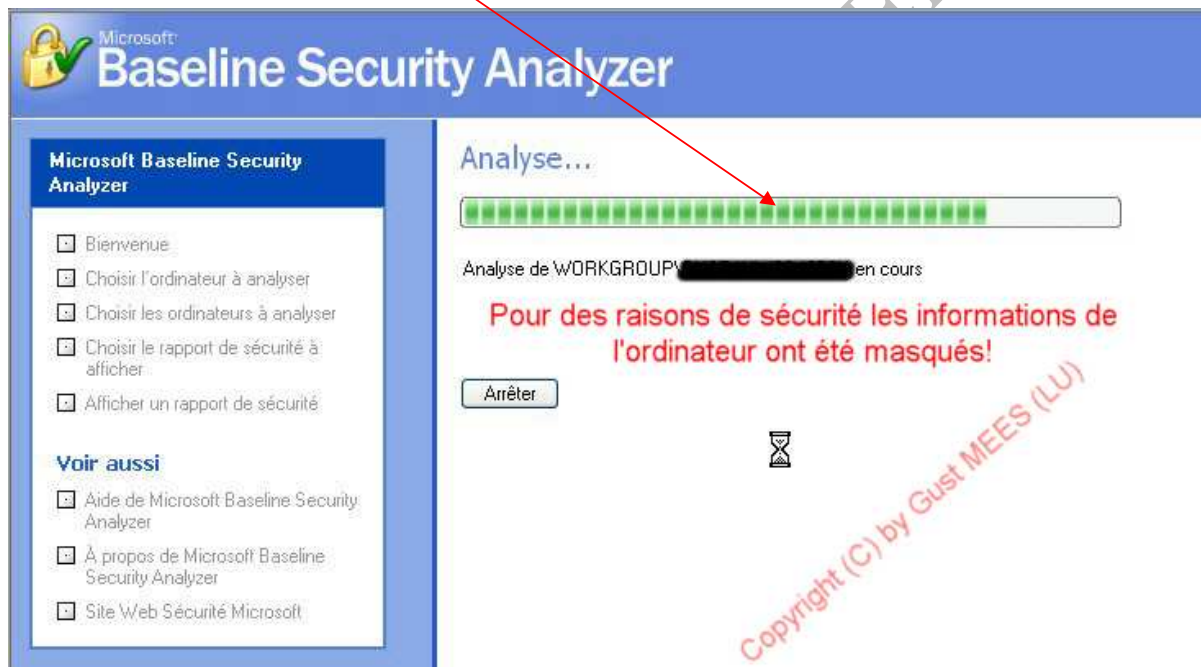 Microsoft
Baseline Security Analyzer
Microsoft Baseline Security
Analyzer
Bienvenue
Choisir l'ordinateur à analyser
Choisir les ordinateurs à analyser
Choisir le rapport de sécurité à
afficher
Afficher un rapport de sécurité
Voir aussi
Aide de Microsoft Baseline Security
Analyzer
À propos de Microsoft Baseline
Security Analyzer
Site Web Sécurité Microsoft
Analyse...
Analyse de WORKGROUP\ en cours
Pour des raisons de sécurité les informations de
l'ordinateur ont été masqués!
Arrêter
Copyright (C) by Gust MEES (LU)